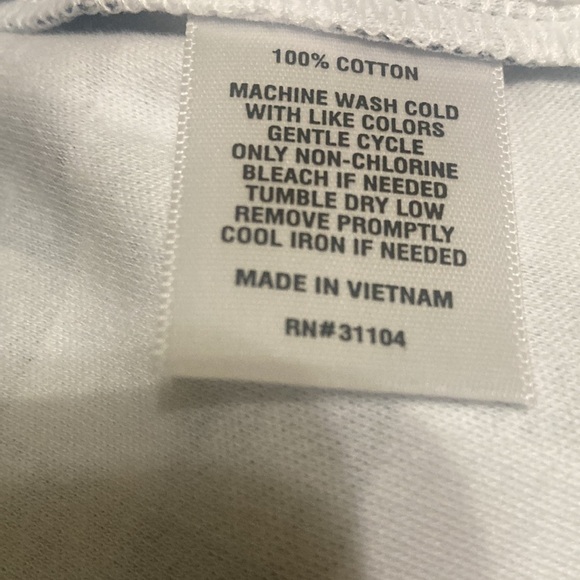 100% COTTON
MACHINE WASH COLD
WITH LIKE COLORS
GENTLE CYCLE
ONLY NON-CHLORINE
BLEACH IF NEEDED
TUMBLE DRY LOW
REMOVE PROMPTLY
COOL IRON IF NEEDED
MADE IN VIETNAM
RN#31104